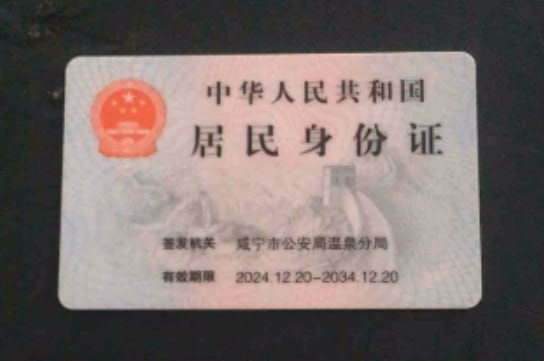 中华人民共和国
居民身份证
签发机关 咸宁市公安局温泉分局
有效期限 2024.12.20-2034.12.20